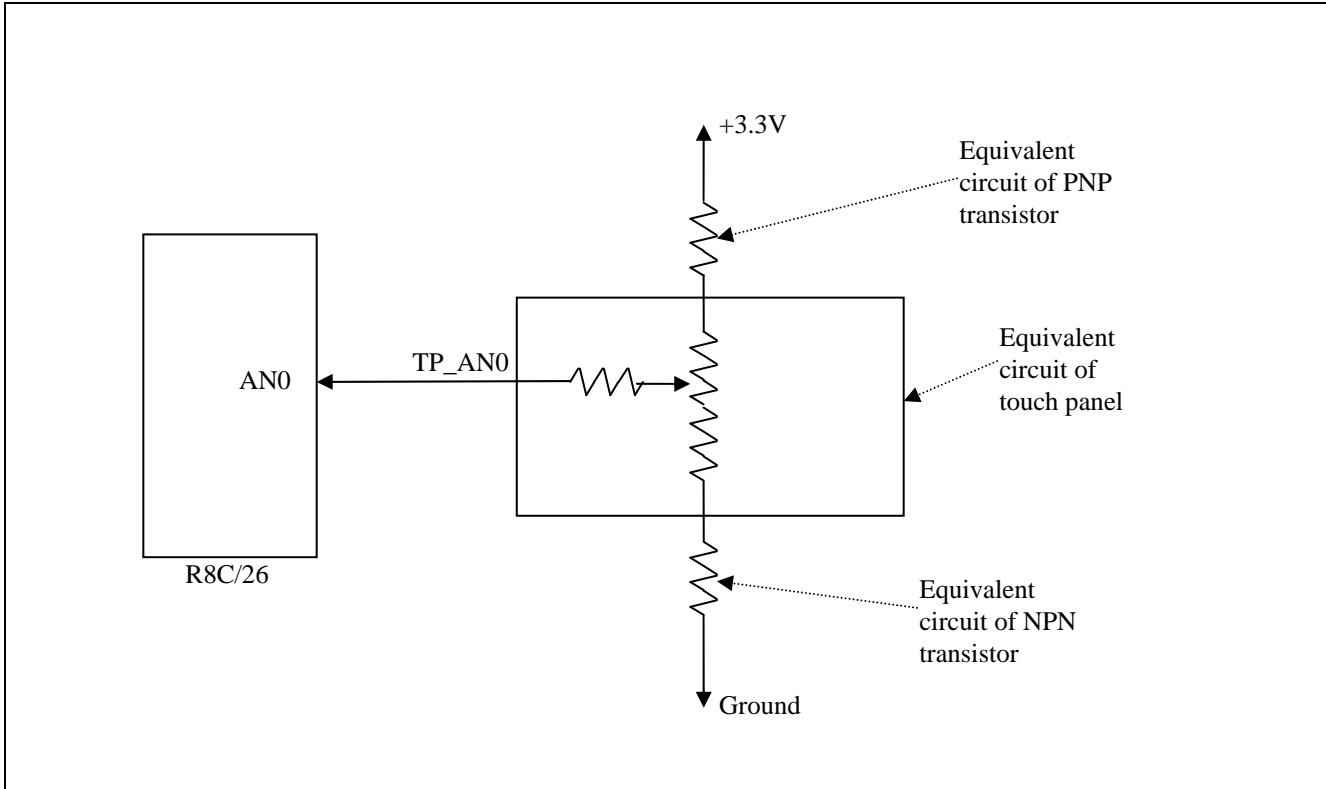 +3.3V
Equivalent
circuit of PNP
transistor
Equivalent
circuit of
touch panel
TP_AN0
AN0
R8C/26
Equivalent
circuit of NPN
transistor
Ground